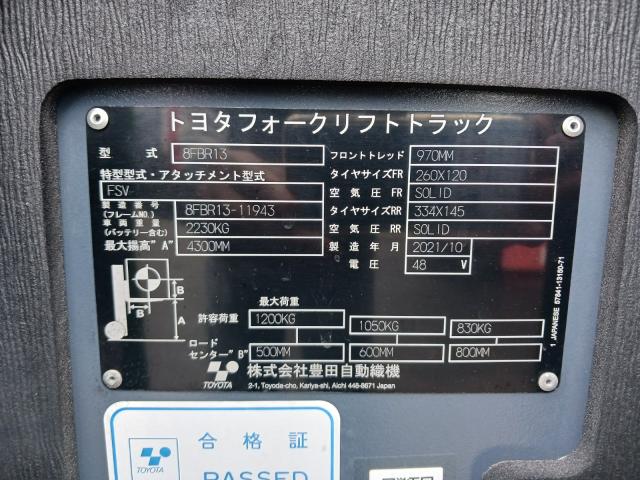 トヨタフォークリフトトラック
型式 8FBR13
フロントトレッド 970MM
特型型式・アタッチメント型式
タイヤサイズFR 260X120
FSV
空気圧FR SOLID
製造番号(フレームNO.) 8FBR13-11943
タイヤサイズRR 334X145
車両重量(バッテリー含む) 2230KG
空気圧RR SOLID
最大揚高"A" 4300MM
製造年月 2021/10
電圧 48 V
B
B
A
最大荷重
許容荷重 1200KG 1050KG 830KG
ロードセンター"B" 500MM 600MM 800MM
TOYOTA
株式会社豊田自動織機
2-1, Toyoda-cho, Kariya-shi, Aichi 448-8671 Japan
1 JAPANESE 57841-13160-71
合格証
TOYOTA
PASSED